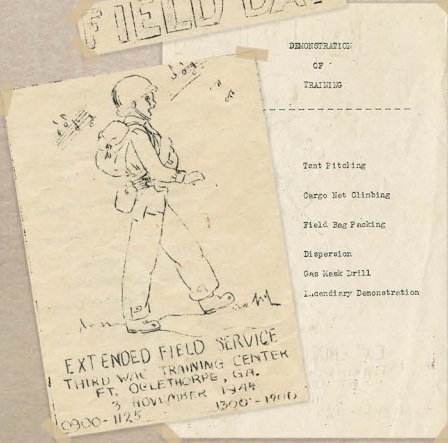 FIELD DAY
DEMONSTRATION
OF
TRAINING
Tent Pitching
Cargo Net Climbing
Field Bag Packing
Dispersion
Gas Mask Drill
Incendiary Demonstration
EXTENDED FIELD SERVICE
THIRD WAC TRAINING CENTER
FT. OGLETHORPE, GA.
3 NOVEMBER 1944
0900-1125 1300-1700